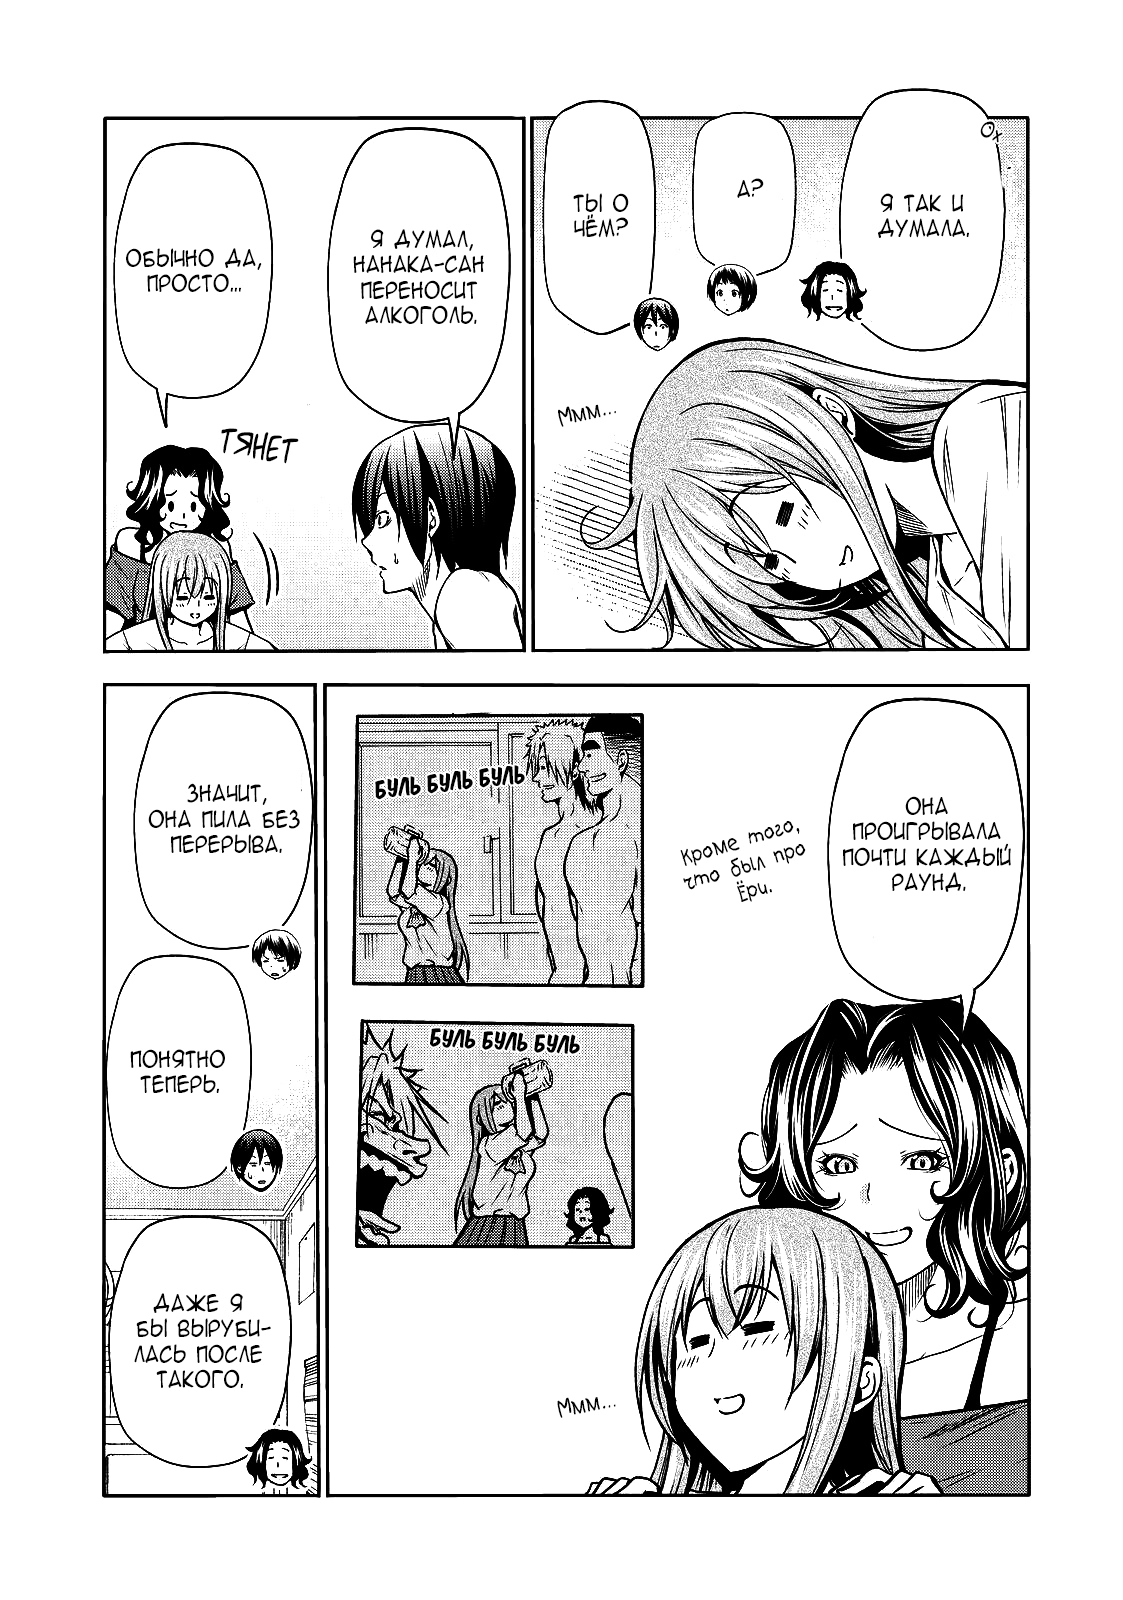 Ох
Я ТАК И
ДУМАЛА.
А?
ТЫ О
ЧЁМ?
Ммм...
Я ДУМАЛ,
НАНАКА-САН
ПЕРЕНОСИТ
АЛКОГОЛЬ.
ОБЫЧНО ДА,
ПРОСТО...
ТЯНЕТ
ОНА
ПРОИГРЫВАЛА
ПОЧТИ КАЖДЫЙ
РАУНД.
Кроме того,
что был про
Ёри.
БУЛЬ БУЛЬ БУЛЬ
БУЛЬ БУЛЬ БУЛЬ
Ммм...
ЗНАЧИТ,
ОНА ПИЛА БЕЗ
ПЕРЕРЫВА.
ПОНЯТНО
ТЕПЕРЬ.
ДАЖЕ Я
БЫ ВЫРУБИ-
ЛАСЬ ПОСЛЕ
ТАКОГО.